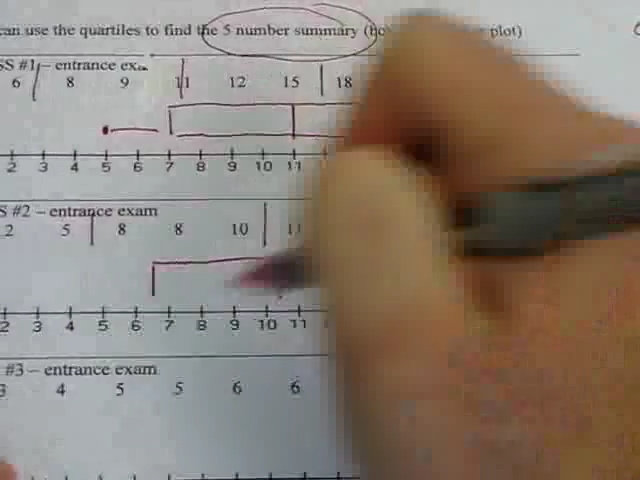 can use the quartiles to find the 5 number summary plot)
SS #1 – entrance
6 8 9 11 12 15 18
2 3 4 5 6 7 8 9 10 11
S #2 – entrance exam
2 5 8 8 10
2 3 4 5 6 7 8 9 10 11
#3 – entrance exam
3 4 5 5 6 6